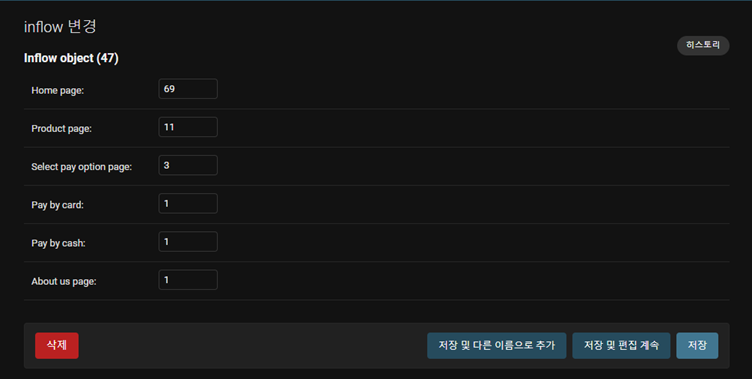 inflow 변경
히스토리
Inflow object (47)
Home page: 69
Product page: 11
Select pay option page: 3
Pay by card: 1
Pay by cash: 1
About us page: 1
삭제 저장 및 다른 이름으로 추가 저장 및 편집 계속 저장